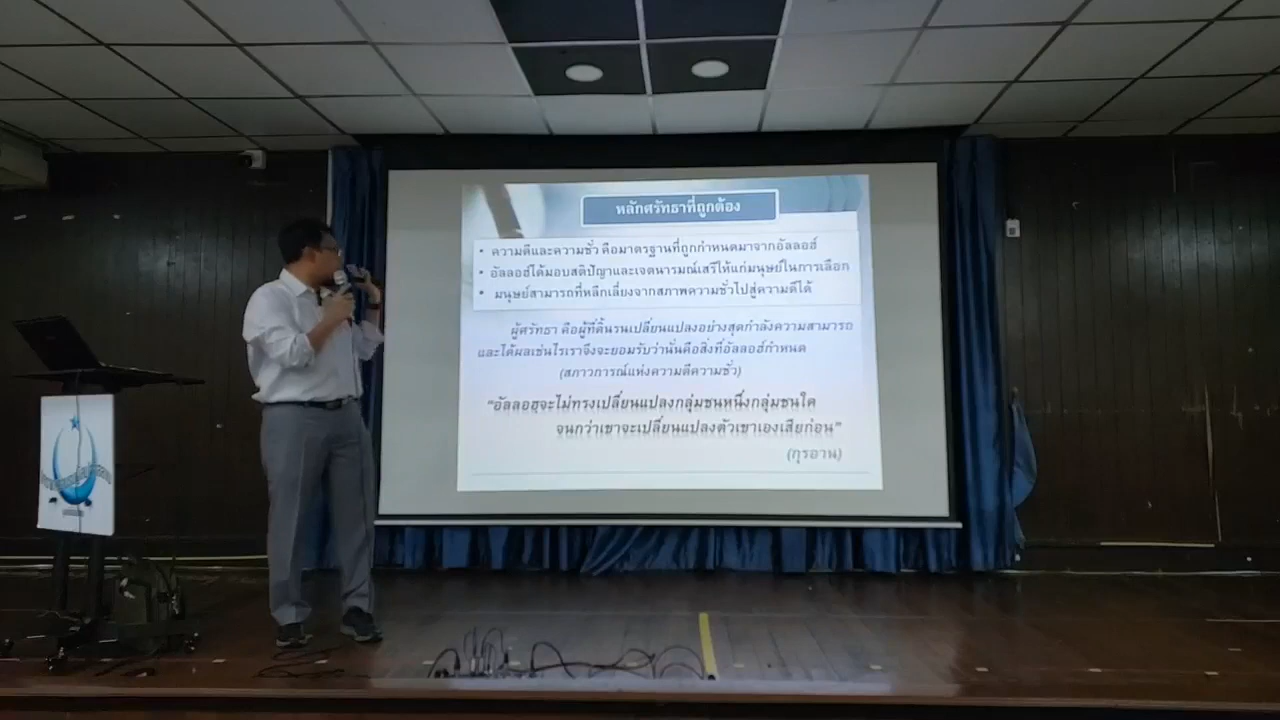 หลักศรัทธาที่ถูกต้อง
• ความดีและความชั่ว คือมาตรฐานที่ถูกกำหนดมาจากอัลลอฮ์
• อัลลอฮ์ได้มอบสติปัญาและเจตนารมณ์เสรีให้แก่มนุษย์ในการเลือก
• มนุษย์สามารถที่หลีกเลี่ยงจากสภาพความชั่วไปสู่ความดีได้
ผู้ศรัทธา คือผู้ที่ดิ้นรนเปลี่ยนแปลงอย่างสุดกำลังความสามารถ
และได้ผลเช่นไรเราจึงจะยอมรับว่านั่นคือสิ่งที่อัลลอฮ์กำหนด
(สภาวการณ์แห่งความดีความชั่ว)
“อัลลอฮฺจะไม่ทรงเปลี่ยนแปลงกลุ่มชนหนึ่งกลุ่มชนใด
จนกว่าเขาจะเปลี่ยนแปลงตัวเขาเองเสียก่อน”
(กุรอาน)